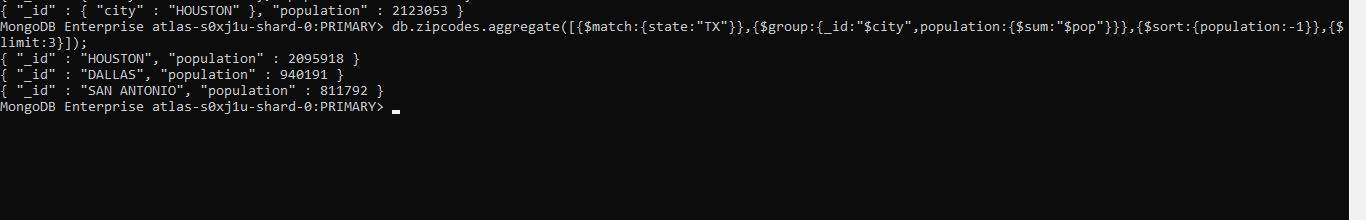 { "_id" : { "city" : "HOUSTON" }, "population" : 2123053 }
MongoDB Enterprise atlas-s0xj1u-shard-0:PRIMARY> db.zipcodes.aggregate([{$match:{state:"TX"}},{$group:{_id:"$city",population:{$sum:"$pop"}}},{$sort:{population:-1}},{$
limit:3}]);
{ "_id" : "HOUSTON", "population" : 2095918 }
{ "_id" : "DALLAS", "population" : 940191 }
{ "_id" : "SAN ANTONIO", "population" : 811792 }
MongoDB Enterprise atlas-s0xj1u-shard-0:PRIMARY>